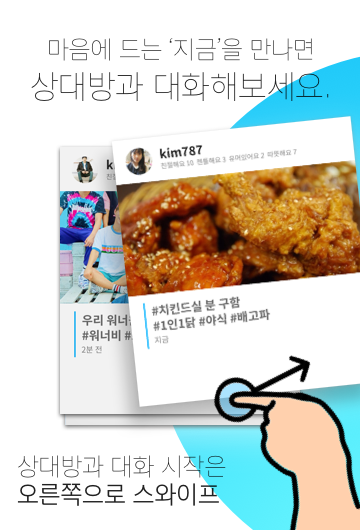 마음에 드는 ‘지금’을 만나면
상대방과 대화해보세요.
kim787
친절해요 10 젠틀해요 3 유머있어요 2 따뜻해요 7
#치킨드실 분 구함
#1인1닭 #야식 #배고파
지금
우리 워너
#워너비 #
2분 전
상대방과 대화 시작은
오른쪽으로 스와이프